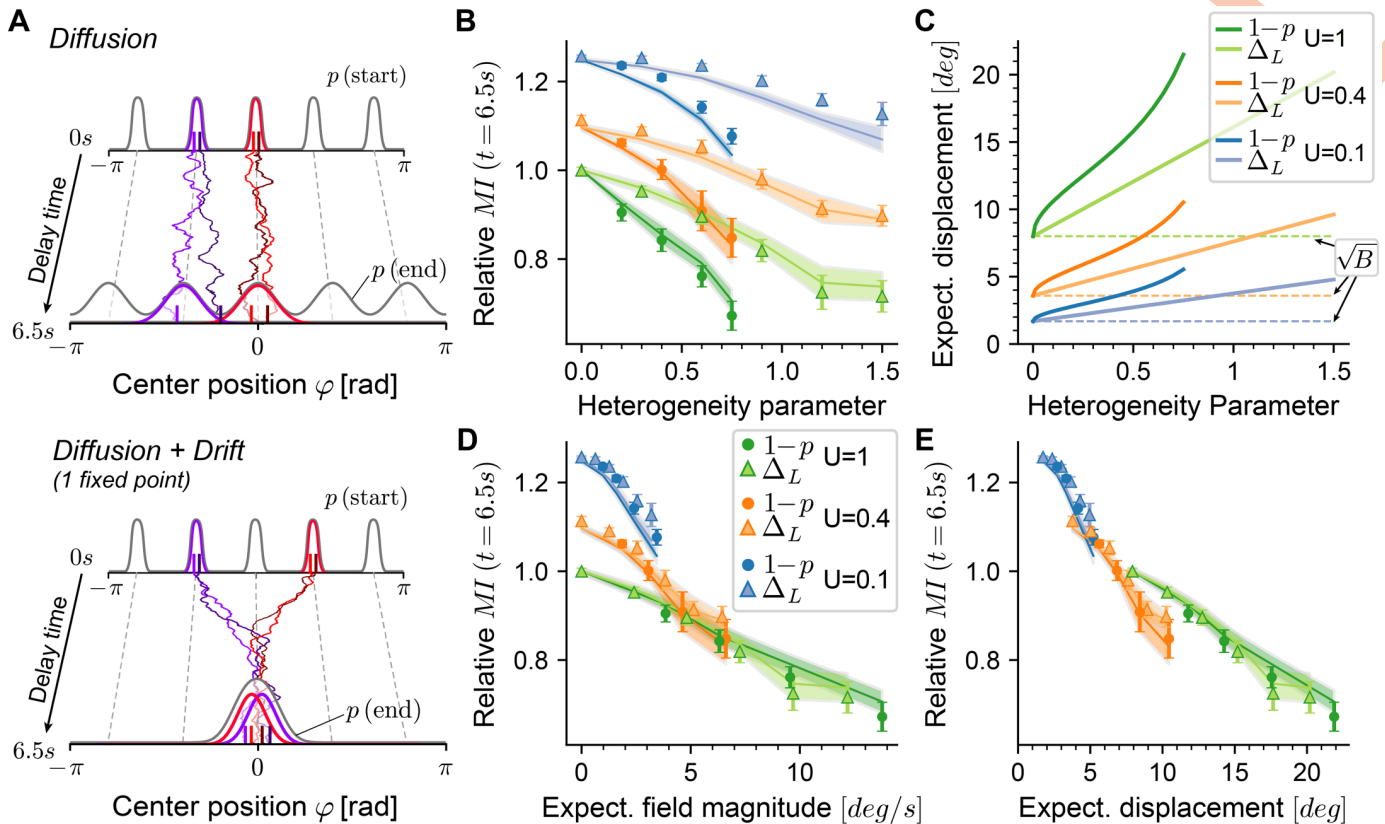 A
Diffusion
p (start)
0s
−π
π
Delay time
p (end)
6.5s
−π
0
π
Center position φ [rad]
Diffusion + Drift
(1 fixed point)
p (start)
0s
−π
π
Delay time
p (end)
6.5s
−π
0
π
Center position φ [rad]
B
Relative MI (t = 6.5s)
1.2
1.0
0.8
0.0
0.5
1.0
1.5
Heterogeneity parameter
C
Expect. displacement [deg]
20
15
10
5
0
0
0.5
1.0
1.5
Heterogeneity Parameter
1−p U=1
Δ_L
1−p U=0.4
Δ_L
1−p U=0.1
Δ_L
√B
D
Relative MI (t = 6.5s)
1.2
1.0
0.8
0
5
10
Expect. field magnitude [deg/s]
1−p U=1
Δ_L
1−p U=0.4
Δ_L
1−p U=0.1
Δ_L
E
Relative MI (t = 6.5s)
1.2
1.0
0.8
0
5
10
15
20
Expect. displacement [deg]